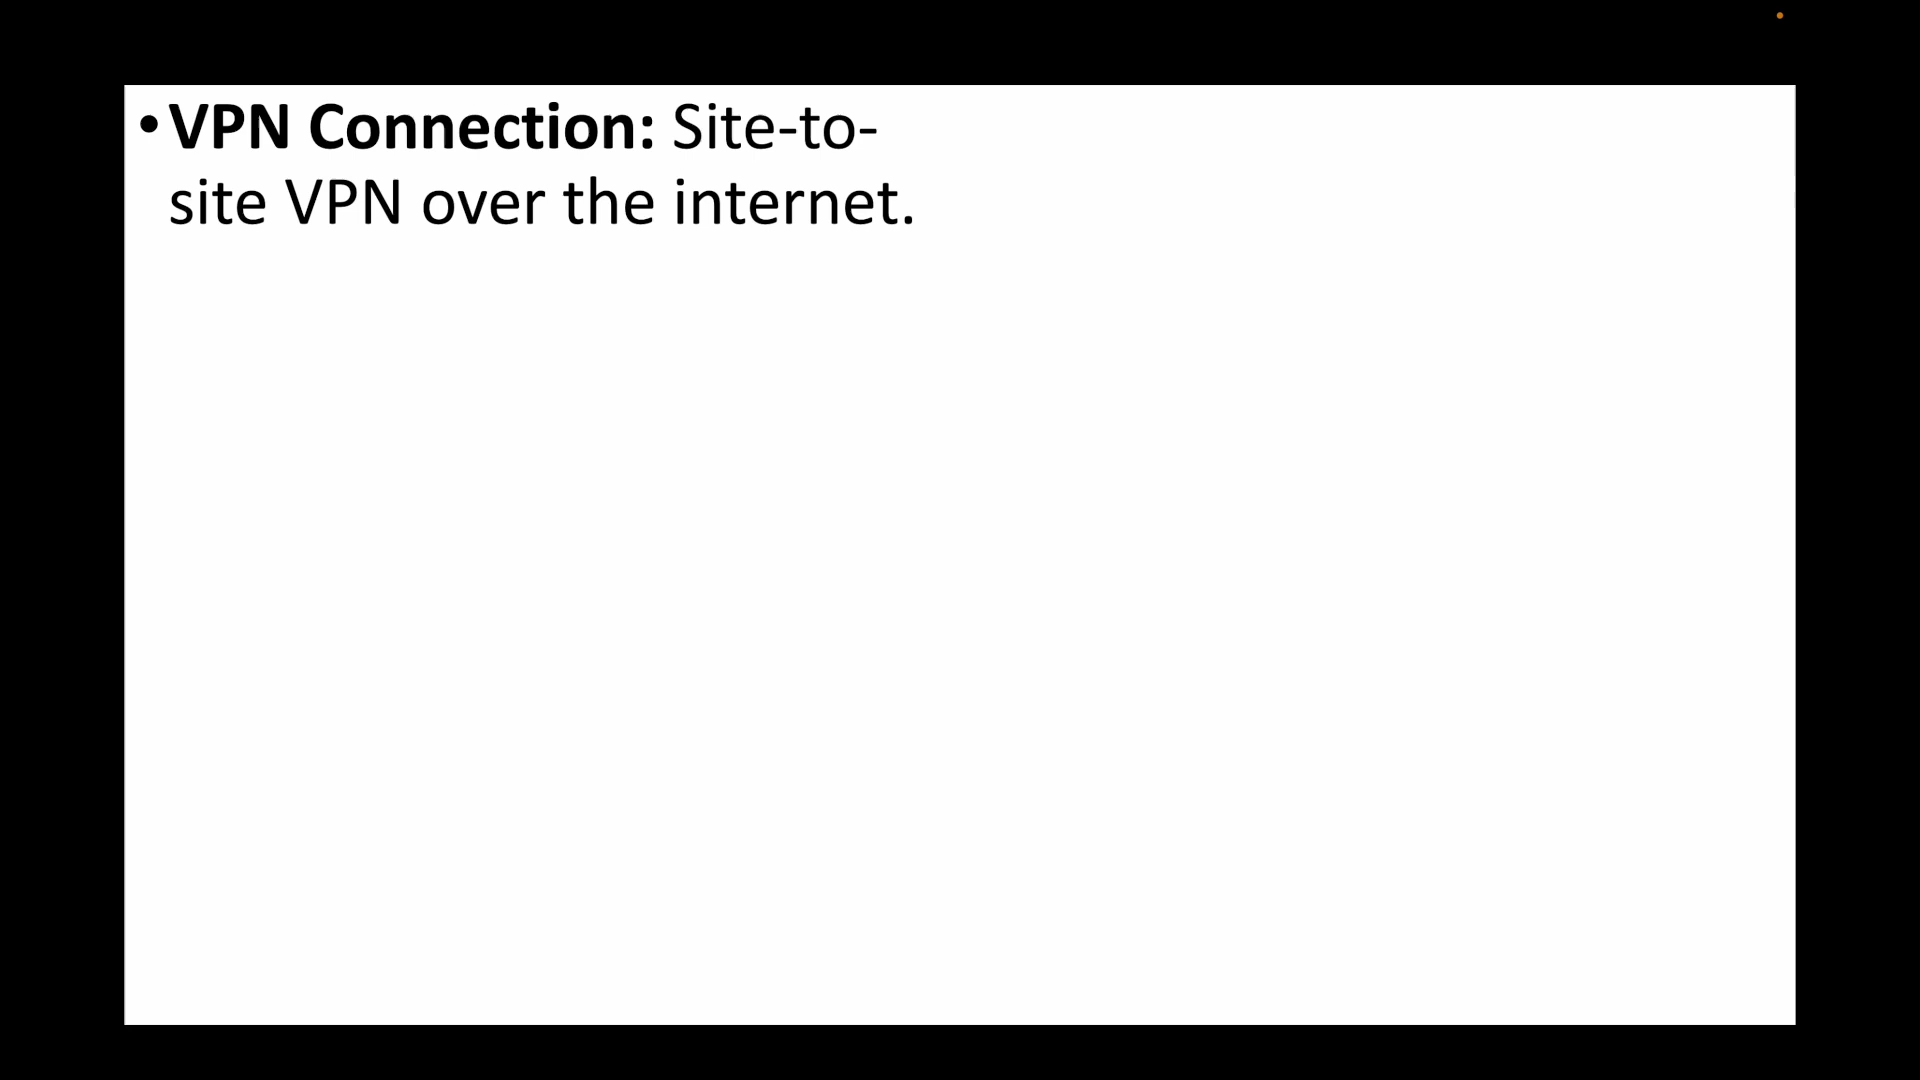 • VPN Connection: Site-to-
site VPN over the internet.